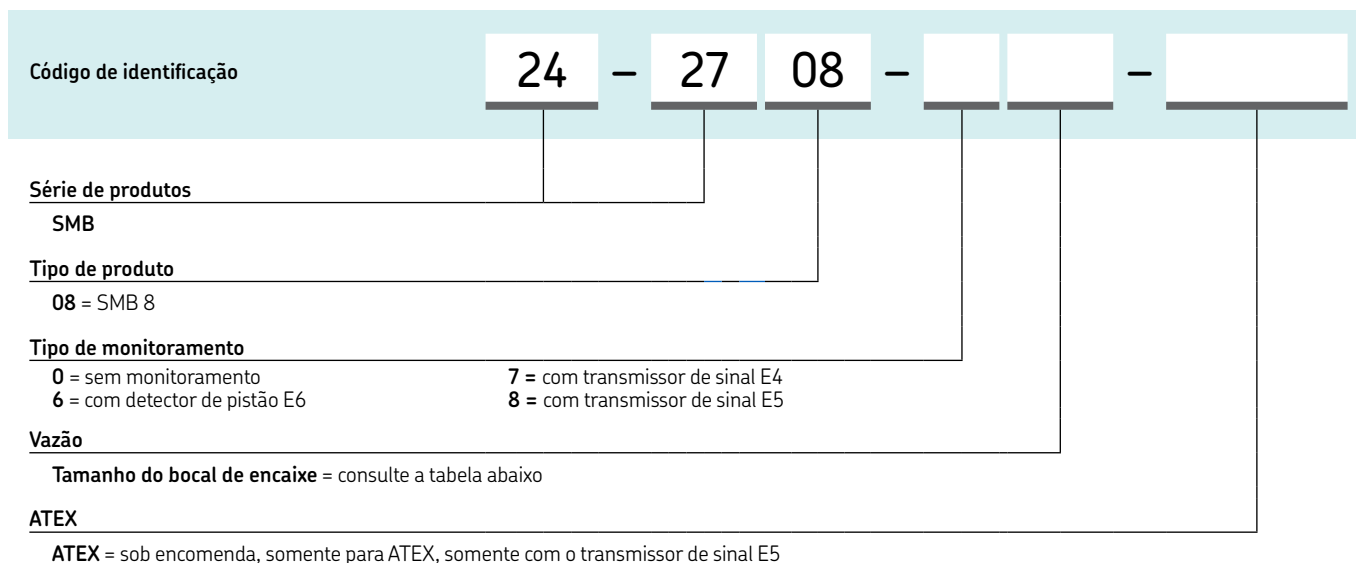 Código de identificação 24 – 27 08 – –
Série de produtos
SMB
Tipo de produto
08 = SMB 8
Tipo de monitoramento
0 = sem monitoramento 7 = com transmissor de sinal E4
6 = com detector de pistão E6 8 = com transmissor de sinal E5
Vazão
Tamanho do bocal de encaixe = consulte a tabela abaixo
ATEX
ATEX = sob encomenda, somente para ATEX, somente com o transmissor de sinal E5